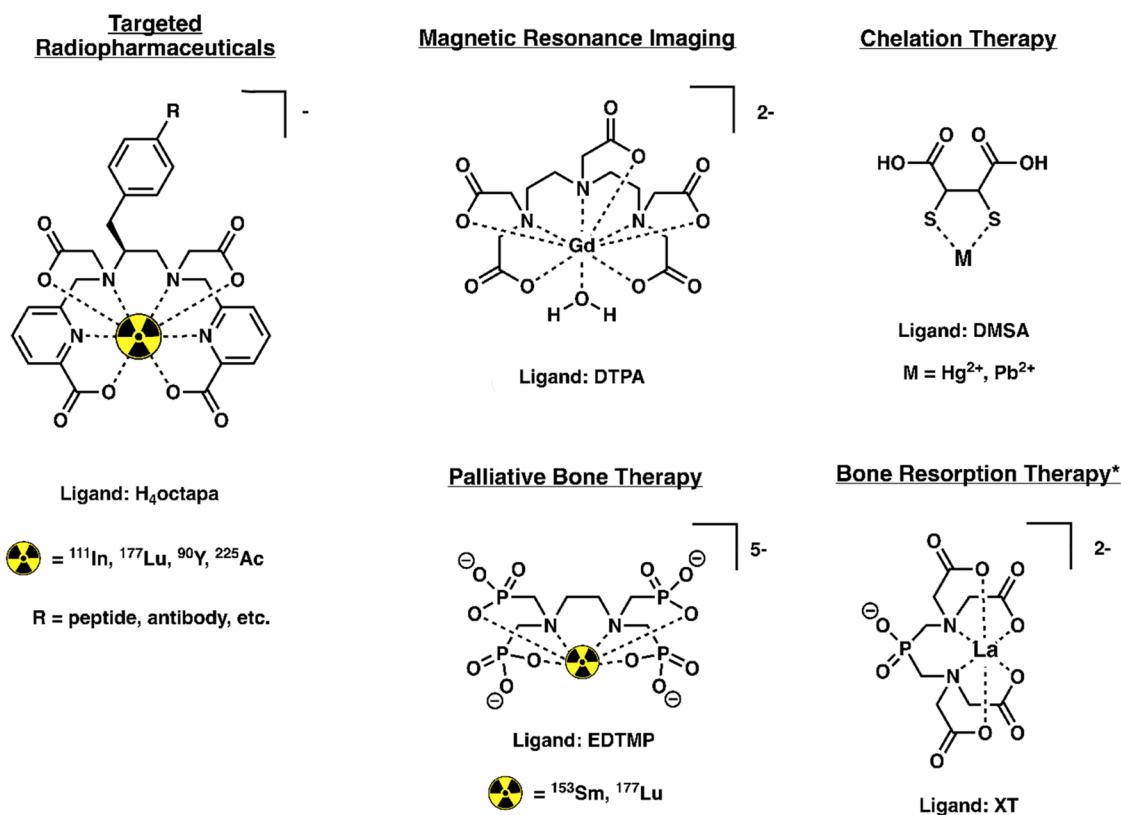 Targeted
Radiopharmaceuticals
R
-
O
O
N
N
O
O
N
N
O
O
O
O
Ligand: H₄octapa
= ¹¹¹In, ¹⁷⁷Lu, ⁹⁰Y, ²²⁵Ac
R = peptide, antibody, etc.
Magnetic Resonance Imaging
2-
O
O
O
N
O
O
N
N
O
Gd
O
O
O
O
H
O
H
Ligand: DTPA
Chelation Therapy
O
O
HO
OH
S
S
M
Ligand: DMSA
M = Hg²⁺, Pb²⁺
Palliative Bone Therapy
5-
⊖
O
O
P
O
N
N
⊖
O
O
P
O
O
P
O
O
⊖
O
P
O
O
⊖
Ligand: EDTMP
= ¹⁵³Sm, ¹⁷⁷Lu
Bone Resorption Therapy*
2-
O
O
O
⊖
O
N
O
P
O
La
N
O
O
O
O
Ligand: XT